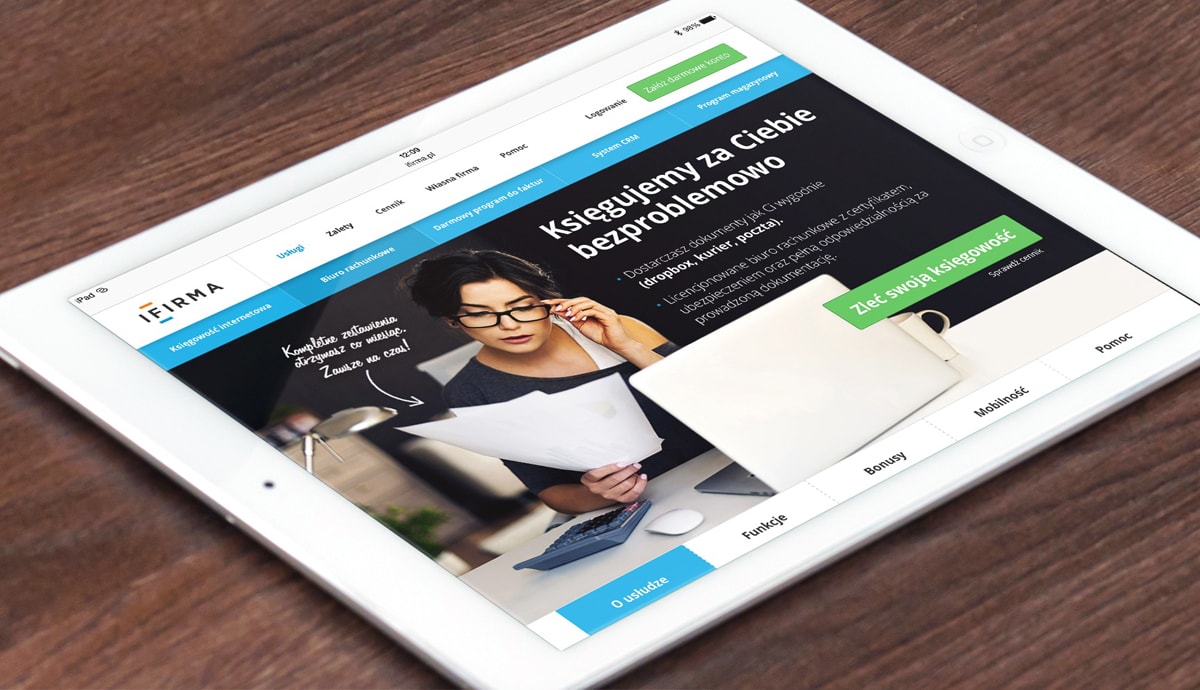 iPad
12:09
98%
ifirma.pl
IFIRMA
Usługi
Zalety
Cennik
Własna firma
Pomoc
Logowanie
Załóż darmowe konto
Księgowość internetowa
Biuro rachunkowe
Darmowy program do faktur
System CRM
Program magazynowy
Księgujemy za Ciebie
bezproblemowo
• Dostarczasz dokumenty jak Ci wygodnie
(dropbox, kurier, poczta).
• Licencjonowane biuro rachunkowe z certyfikatem,
ubezpieczeniem oraz pełną odpowiedzialnością za
prowadzoną dokumentację.
Zleć swoją księgowość
Sprawdź cennik
Kompletne zestawienia
otrzymasz co miesiąc.
Zawsze na czas!
O usłudze
Funkcje
Bonusy
Mobilność
Pomoc